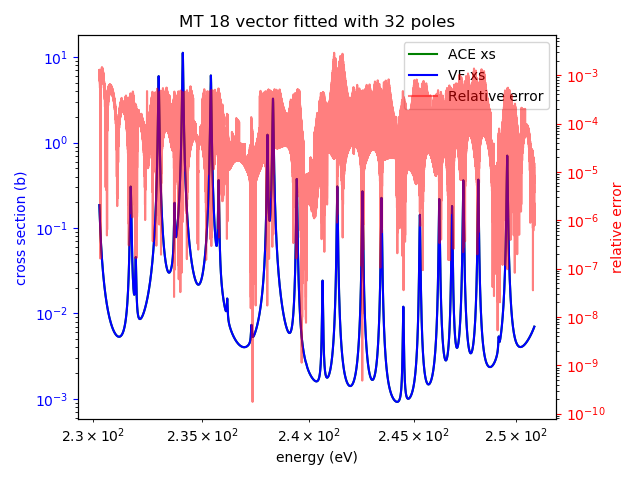 MT 18 vector fitted with 32 poles
ACE xs
VF xs
Relative error
10¹
10⁰
10⁻¹
10⁻²
10⁻³
cross section (b)
10⁻³
10⁻⁴
10⁻⁵
10⁻⁶
10⁻⁷
10⁻⁸
10⁻⁹
10⁻¹⁰
relative error
2.3 × 10² 2.35 × 10² 2.4 × 10² 2.45 × 10² 2.5 × 10²
energy (eV)